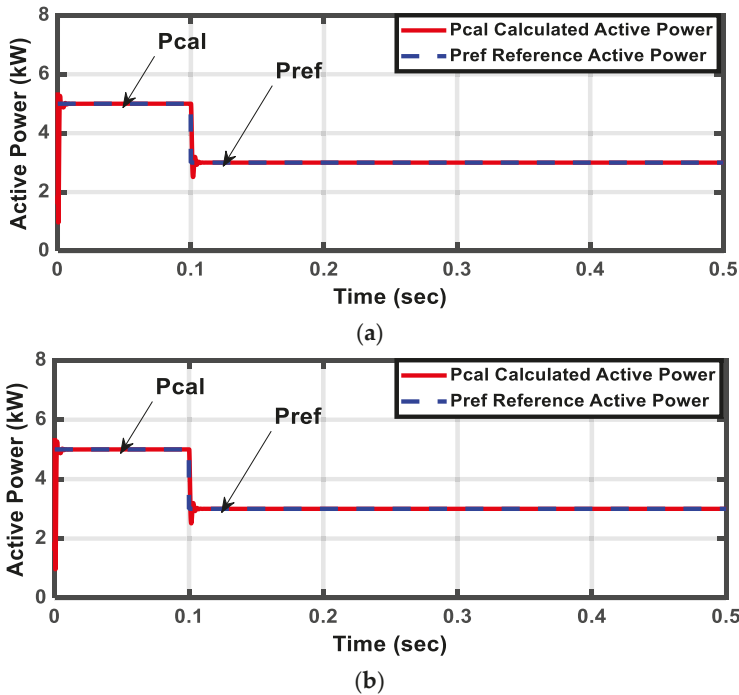 8
Pcal Calculated Active Power
Pref Reference Active Power
Pcal
Pref
6
4
2
0
Active Power (kW)
0 0.1 0.2 0.3 0.4 0.5
Time (sec)
(a)
8
Pcal Calculated Active Power
Pref Reference Active Power
Pcal
Pref
6
4
2
0
Active Power (kW)
0 0.1 0.2 0.3 0.4 0.5
Time (sec)
(b)